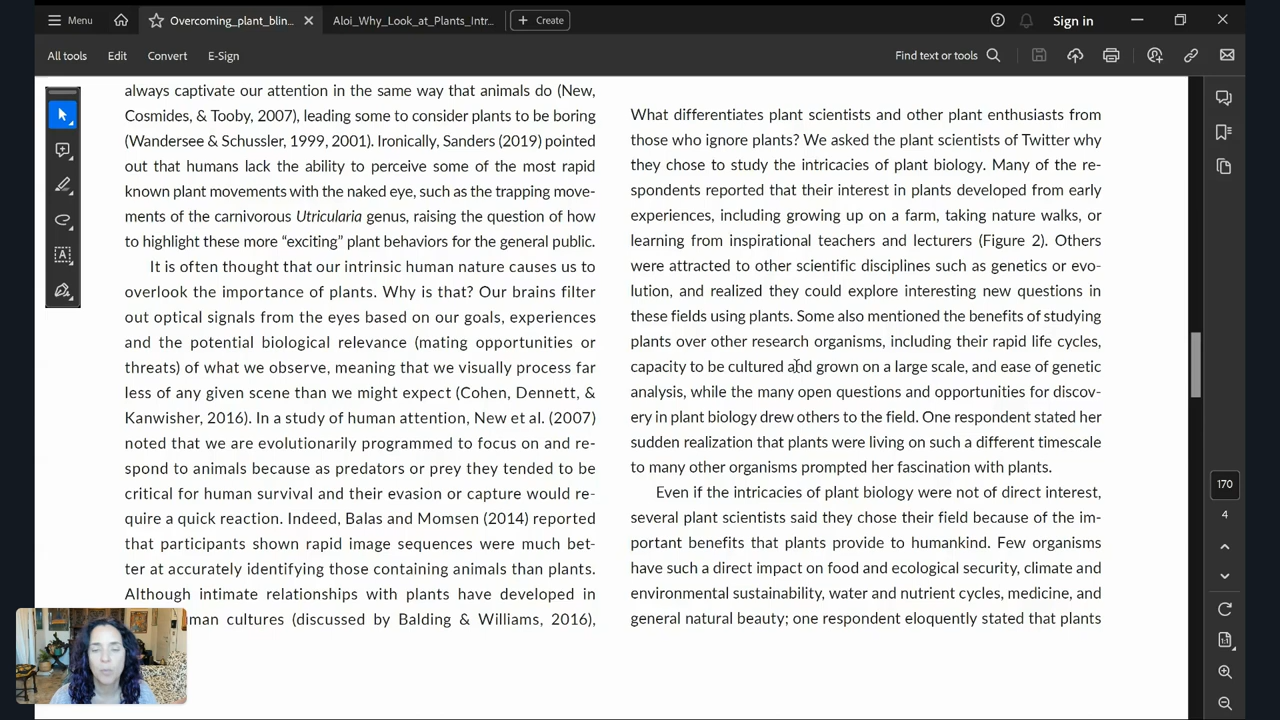 Menu
Overcoming_plant_blin...
Aloi_Why_Look_at_Plants_Intr...
Create
Sign in
All tools
Edit
Convert
E-Sign
Find text or tools
always captivate our attention in the same way that animals do (New,
Cosmides, & Tooby, 2007), leading some to consider plants to be boring
(Wandersee & Schussler, 1999, 2001). Ironically, Sanders (2019) pointed
out that humans lack the ability to perceive some of the most rapid
known plant movements with the naked eye, such as the trapping move-
ments of the carnivorous Utricularia genus, raising the question of how
to highlight these more “exciting” plant behaviors for the general public.
It is often thought that our intrinsic human nature causes us to
overlook the importance of plants. Why is that? Our brains filter
out optical signals from the eyes based on our goals, experiences
and the potential biological relevance (mating opportunities or
threats) of what we observe, meaning that we visually process far
less of any given scene than we might expect (Cohen, Dennett, &
Kanwisher, 2016). In a study of human attention, New et al. (2007)
noted that we are evolutionarily programmed to focus on and re-
spond to animals because as predators or prey they tended to be
critical for human survival and their evasion or capture would re-
quire a quick reaction. Indeed, Balas and Momsen (2014) reported
that participants shown rapid image sequences were much bet-
ter at accurately identifying those containing animals than plants.
Although intimate relationships with plants have developed in
man cultures (discussed by Balding & Williams, 2016),
What differentiates plant scientists and other plant enthusiasts from
those who ignore plants? We asked the plant scientists of Twitter why
they chose to study the intricacies of plant biology. Many of the re-
spondents reported that their interest in plants developed from early
experiences, including growing up on a farm, taking nature walks, or
learning from inspirational teachers and lecturers (Figure 2). Others
were attracted to other scientific disciplines such as genetics or evo-
lution, and realized they could explore interesting new questions in
these fields using plants. Some also mentioned the benefits of studying
plants over other research organisms, including their rapid life cycles,
capacity to be cultured and grown on a large scale, and ease of genetic
analysis, while the many open questions and opportunities for discov-
ery in plant biology drew others to the field. One respondent stated her
sudden realization that plants were living on such a different timescale
to many other organisms prompted her fascination with plants.
Even if the intricacies of plant biology were not of direct interest,
several plant scientists said they chose their field because of the im-
portant benefits that plants provide to humankind. Few organisms
have such a direct impact on food and ecological security, climate and
environmental sustainability, water and nutrient cycles, medicine, and
general natural beauty; one respondent eloquently stated that plants
170
4